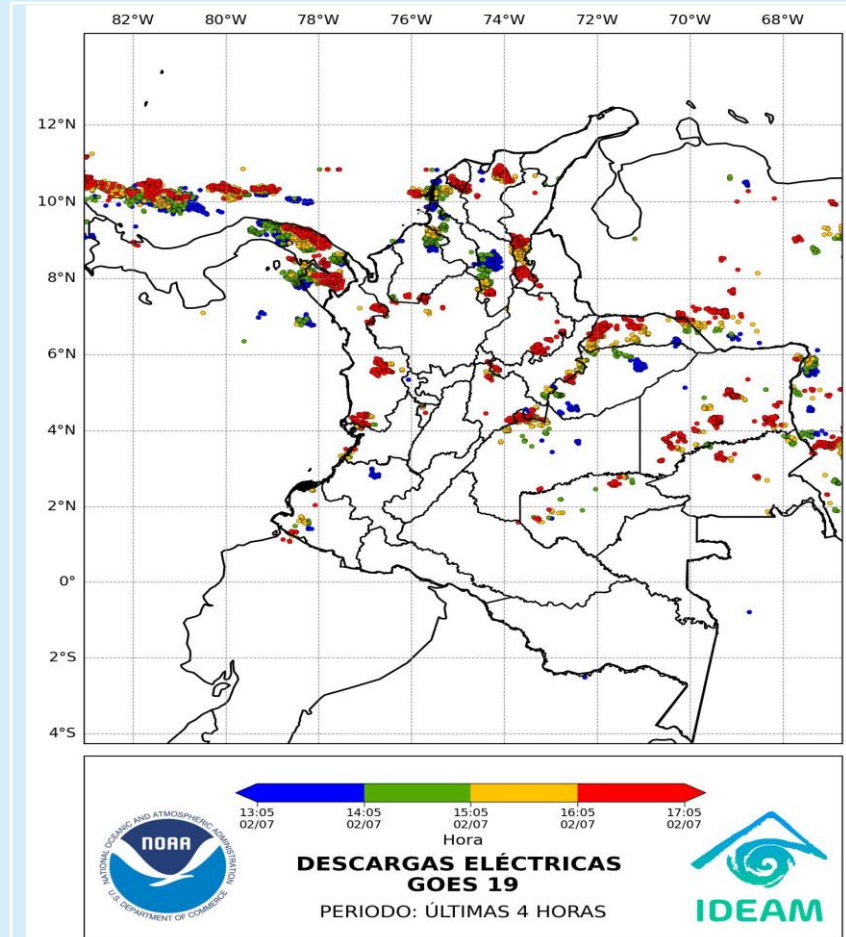 82°W 80°W 78°W 76°W 74°W 72°W 70°W 68°W
12°N
10°N
8°N
6°N
4°N
2°N
0°
2°S
4°S
13:05 14:05 15:05 16:05 17:05
02/07 02/07 02/07 02/07 02/07
Hora
DESCARGAS ELÉCTRICAS
GOES 19
PERIODO: ÚLTIMAS 4 HORAS
NATIONAL OCEANIC AND ATMOSPHERIC ADMINISTRATION
NOAA
U.S. DEPARTMENT OF COMMERCE
IDEAM